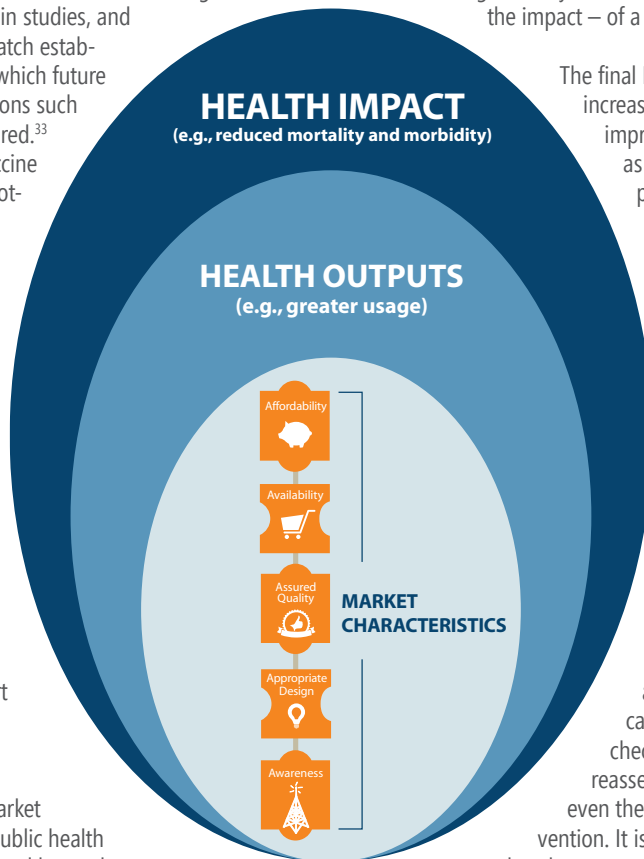 in studies, and
atch estab-
which future
ons such
red.³³
ccine
ot-
the impact – of a
The final
increas
impr
as
p
HEALTH IMPACT
(e.g., reduced mortality and morbidity)
HEALTH OUTPUTS
(e.g., greater usage)
Affordability
Availability
Assured
Quality
Appropriate
Design
Awareness
MARKET
CHARACTERISTICS
rt
arket
ublic health
ca
chec
reasse
even the
vention. It is